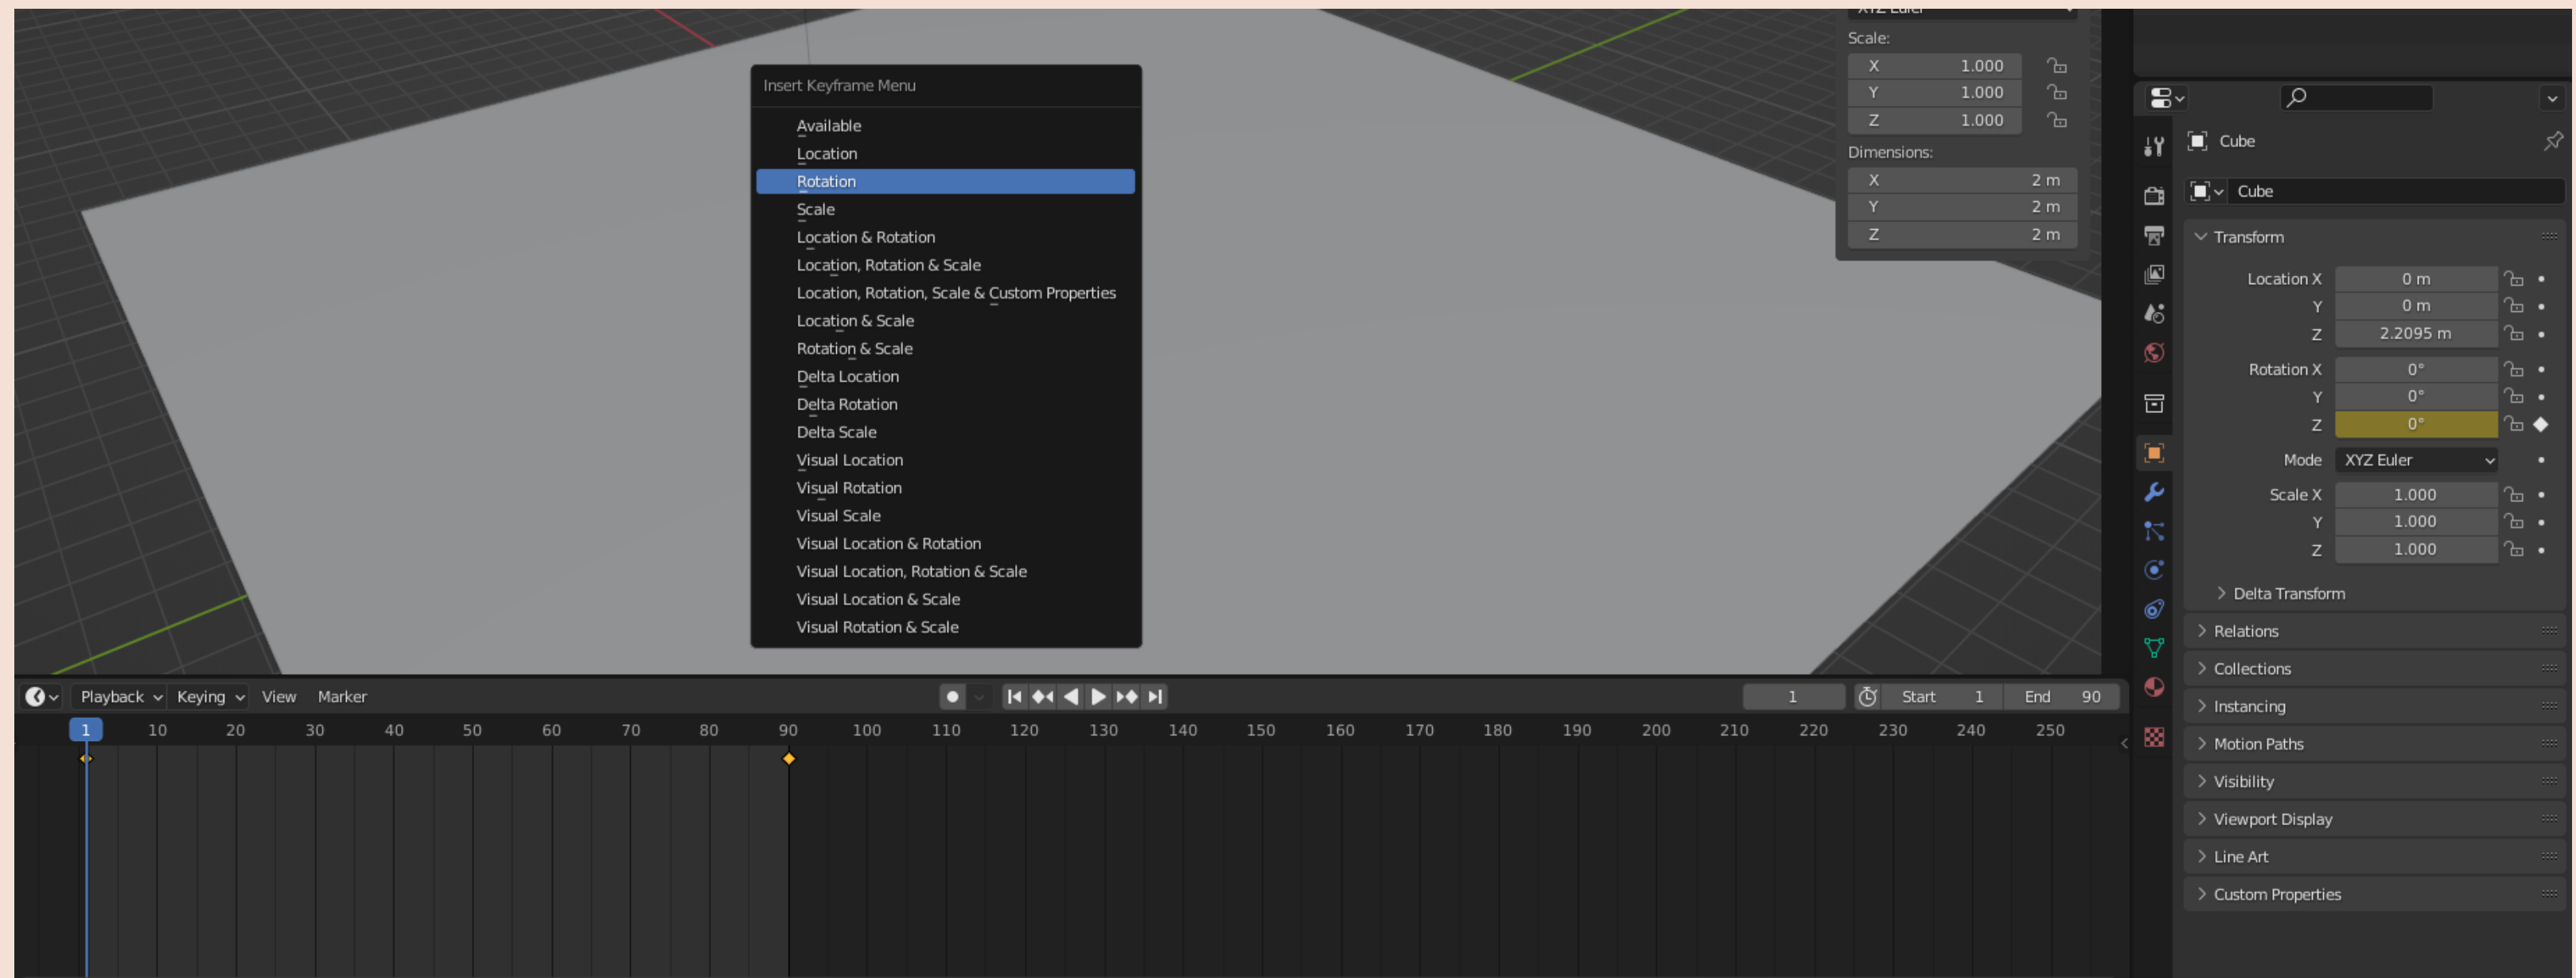 XYZ Euler
Scale:
X 1.000
Y 1.000
Z 1.000
Dimensions:
X 2 m
Y 2 m
Z 2 m
Insert Keyframe Menu
Available
Location
Rotation
Scale
Location & Rotation
Location, Rotation & Scale
Location, Rotation, Scale & Custom Properties
Location & Scale
Rotation & Scale
Delta Location
Delta Rotation
Delta Scale
Visual Location
Visual Rotation
Visual Scale
Visual Location & Rotation
Visual Location, Rotation & Scale
Visual Location & Scale
Visual Rotation & Scale
Cube
Cube
Transform
Location X 0 m
Y 0 m
Z 2.2095 m
Rotation X 0°
Y 0°
Z 0°
Mode XYZ Euler
Scale X 1.000
Y 1.000
Z 1.000
Delta Transform
Relations
Collections
Instancing
Motion Paths
Visibility
Viewport Display
Line Art
Custom Properties
Playback Keying View Marker 1 Start 1 End 90
1 10 20 30 40 50 60 70 80 90 100 110 120 130 140 150 160 170 180 190 200 210 220 230 240 250